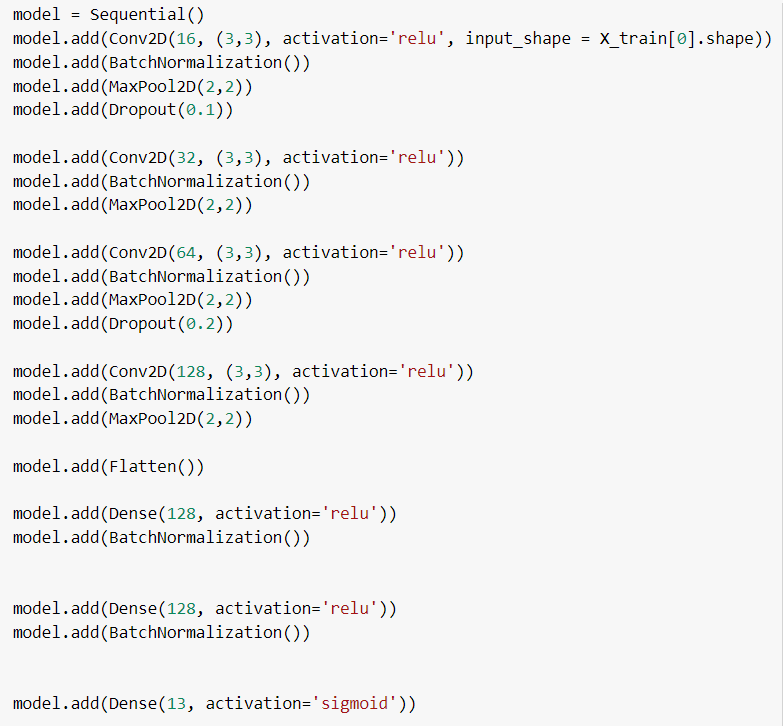 model = Sequential()
model.add(Conv2D(16, (3,3), activation='relu', input_shape = X_train[0].shape))
model.add(BatchNormalization())
model.add(MaxPool2D(2,2))
model.add(Dropout(0.1))
model.add(Conv2D(32, (3,3), activation='relu'))
model.add(BatchNormalization())
model.add(MaxPool2D(2,2))
model.add(Conv2D(64, (3,3), activation='relu'))
model.add(BatchNormalization())
model.add(MaxPool2D(2,2))
model.add(Dropout(0.2))
model.add(Conv2D(128, (3,3), activation='relu'))
model.add(BatchNormalization())
model.add(MaxPool2D(2,2))
model.add(Flatten())
model.add(Dense(128, activation='relu'))
model.add(BatchNormalization())
model.add(Dense(128, activation='relu'))
model.add(BatchNormalization())
model.add(Dense(13, activation='sigmoid'))